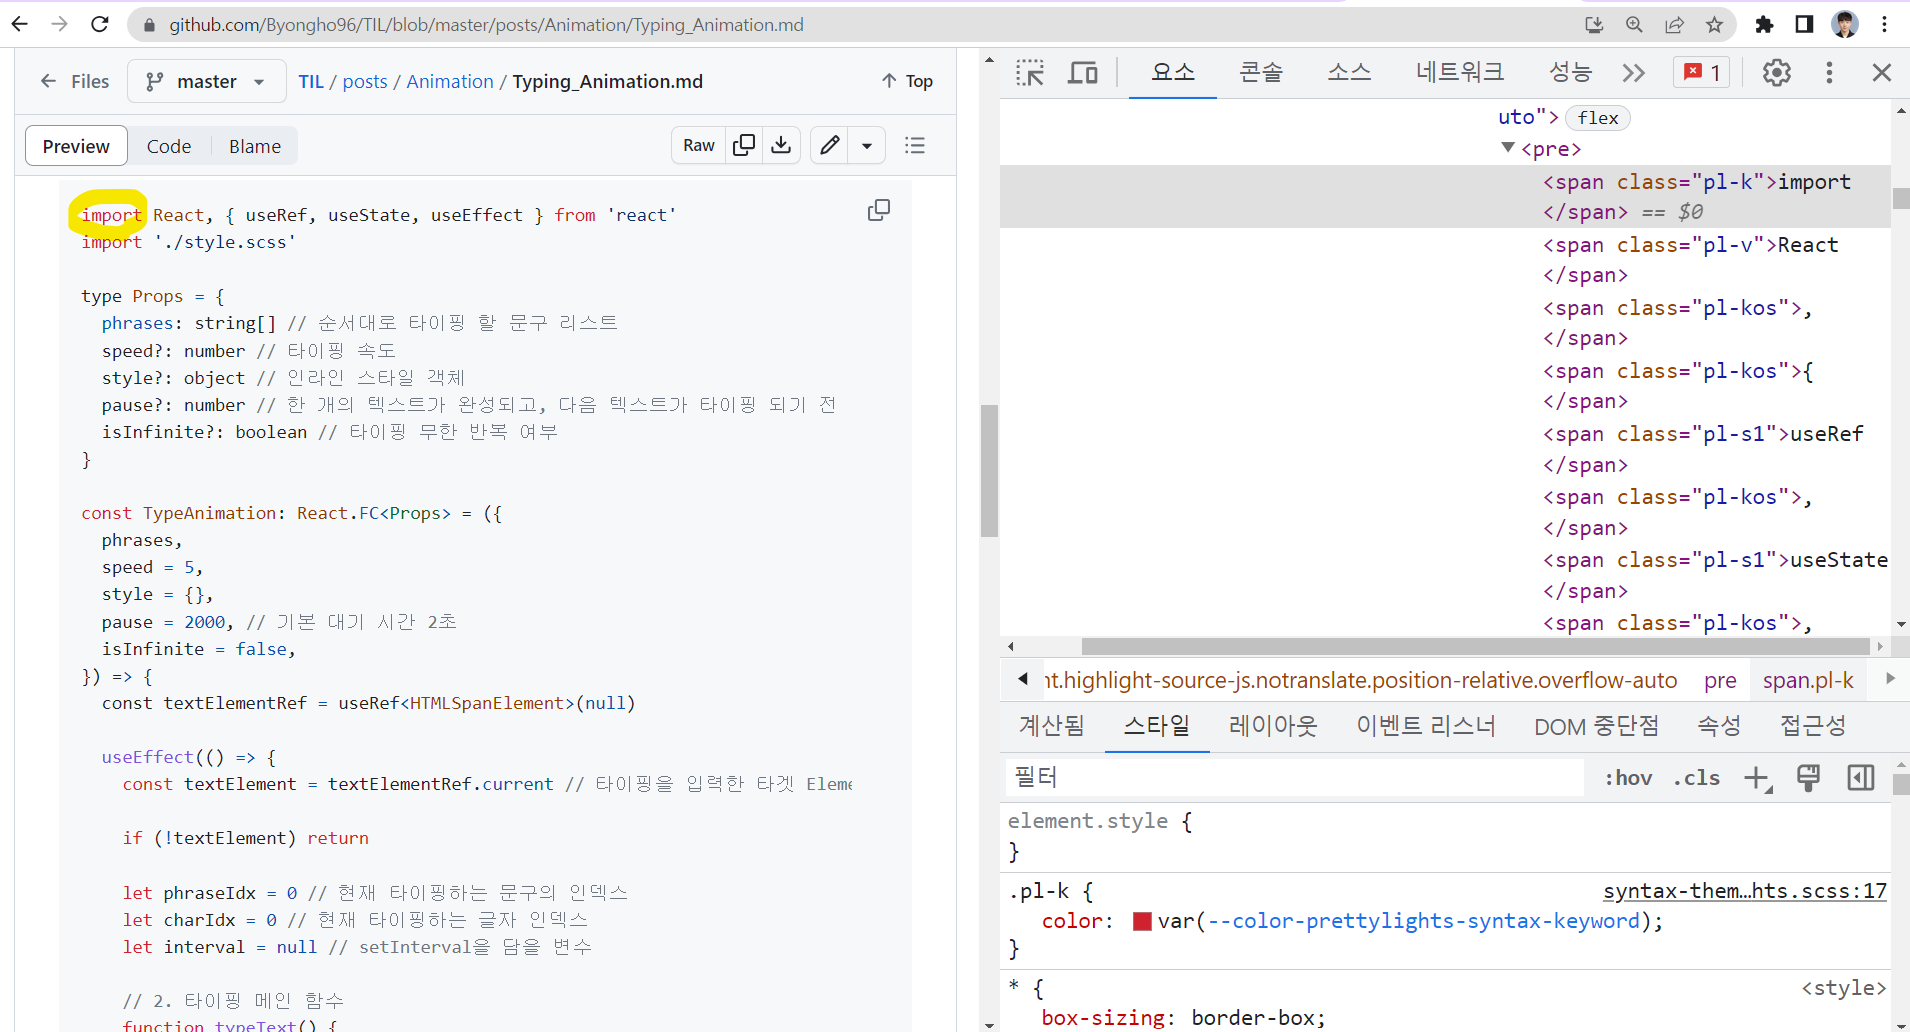 github.com/Byongho96/TIL/blob/master/posts/Animation/Typing_Animation.md
Files master TIL / posts / Animation / Typing_Animation.md Top
Preview Code Blame Raw
import React, { useRef, useState, useEffect } from 'react'
import './style.scss'
type Props = {
phrases: string[] // 순서대로 타이핑 할 문구 리스트
speed?: number // 타이핑 속도
style?: object // 인라인 스타일 객체
pause?: number // 한 개의 텍스트가 완성되고, 다음 텍스트가 타이핑 되기 전
isInfinite?: boolean // 타이핑 무한 반복 여부
}
const TypeAnimation: React.FC<Props> = ({
phrases,
speed = 5,
style = {},
pause = 2000, // 기본 대기 시간 2초
isInfinite = false,
}) => {
const textElementRef = useRef<HTMLSpanElement>(null)
useEffect(() => {
const textElement = textElementRef.current // 타이핑을 입력한 타겟 Eleme
if (!textElement) return
let phraseIdx = 0 // 현재 타이핑하는 문구의 인덱스
let charIdx = 0 // 현재 타이핑하는 글자 인덱스
let interval = null // setInterval을 담을 변수
// 2. 타이핑 메인 함수
function typeText() {
요소 콘솔 소스 네트워크 성능 1
uto"> flex
<pre>
<span class="pl-k">import
</span> == $0
<span class="pl-v">React
</span>
<span class="pl-kos">,
</span>
<span class="pl-kos">{
</span>
<span class="pl-s1">useRef
</span>
<span class="pl-kos">,
</span>
<span class="pl-s1">useState
</span>
<span class="pl-kos">,
nt.highlight-source-js.notranslate.position-relative.overflow-auto pre span.pl-k
계산됨 스타일 레이아웃 이벤트 리스너 DOM 중단점 속성 접근성
필터 :hov .cls
element.style {
}
.pl-k { syntax-them…hts.scss:17
color: var(--color-prettylights-syntax-keyword);
}
* { <style>
box-sizing: border-box;